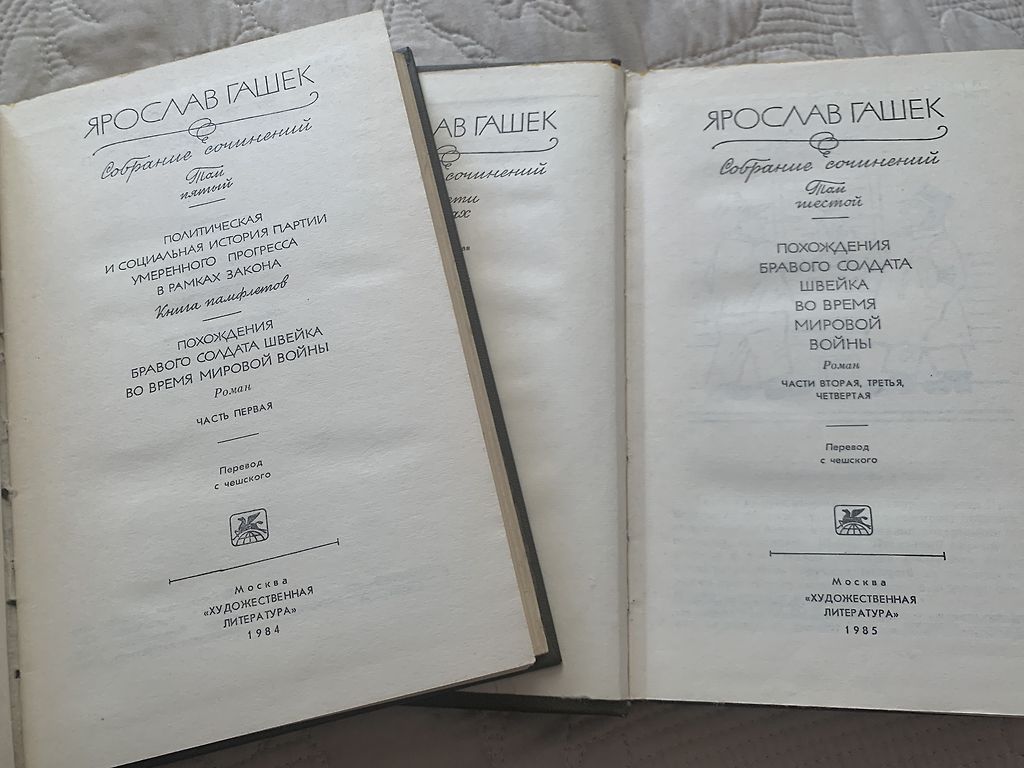 ЯРОСЛАВ ГАШЕК
Собрание сочинений
Том
пятый
ПОЛИТИЧЕСКАЯ
И СОЦИАЛЬНАЯ ИСТОРИЯ ПАРТИИ
УМЕРЕННОГО ПРОГРЕССА
В РАМКАХ ЗАКОНА
Книга памфлетов
ПОХОЖДЕНИЯ
БРАВОГО СОЛДАТА ШВЕЙКА
ВО ВРЕМЯ МИРОВОЙ ВОЙНЫ
Роман
ЧАСТЬ ПЕРВАЯ
Перевод
с чешского
Москва
«ХУДОЖЕСТВЕННАЯ
ЛИТЕРАТУРА»
1984
АВ ГАШЕК
сочинений
сти
ах
ЯРОСЛАВ ГАШЕК
Собрание сочинений
Том
шестой
ПОХОЖДЕНИЯ
БРАВОГО СОЛДАТА
ШВЕЙКА
ВО ВРЕМЯ
МИРОВОЙ
ВОЙНЫ
Роман
ЧАСТИ ВТОРАЯ, ТРЕТЬЯ,
ЧЕТВЕРТАЯ
Перевод
с чешского
Москва
«ХУДОЖЕСТВЕННАЯ
ЛИТЕРАТУРА»
1985